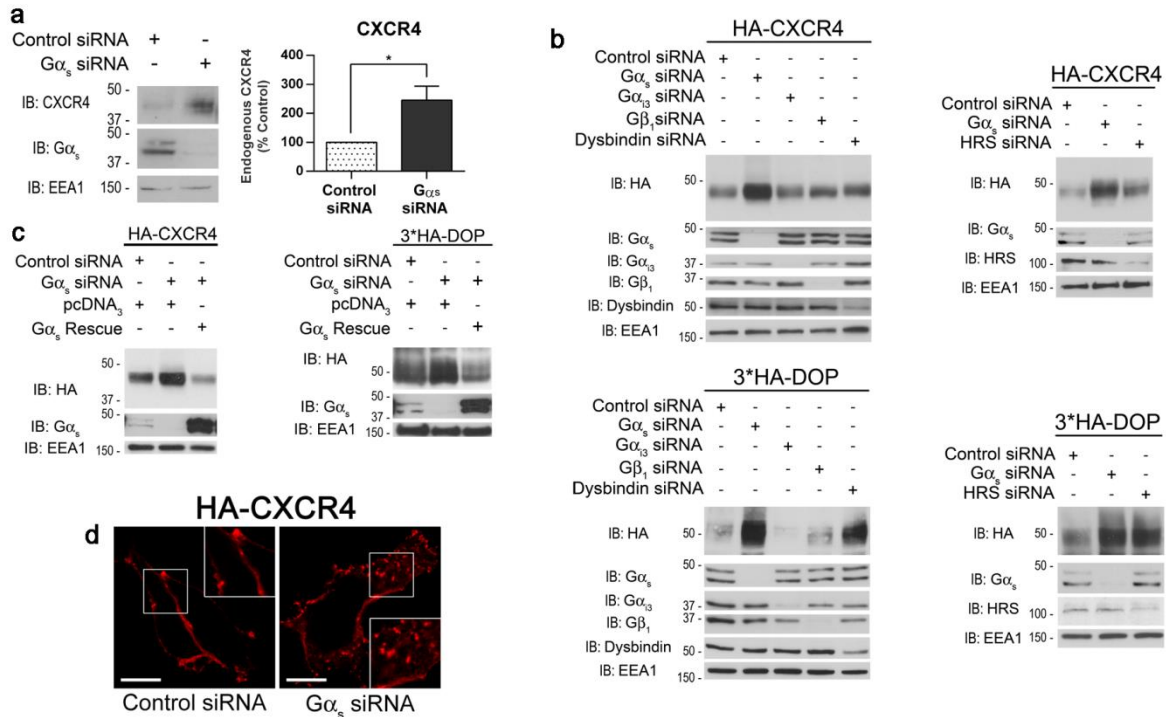 a
Control siRNA + -
Gαs siRNA - +
IB: CXCR4
50 -
37 -
IB: Gαs
50 -
37 -
IB: EEA1
150 -
CXCR4
Endogenous CXCR4
(% Control)
400
300
200
100
0
*
Control
siRNA
Gαs
siRNA
b
HA-CXCR4
Control siRNA + - - - -
Gαs siRNA - + - - -
Gαi3 siRNA - - + - -
Gβ1siRNA - - - + -
Dysbindin siRNA - - - - +
IB: HA
50 -
IB: Gαs
50 -
37 -
IB: Gαi3
37 -
IB: Gβ1
37 -
IB: Dysbindin
50 -
IB: EEA1
150 -
HA-CXCR4
Control siRNA + - -
Gαs siRNA - + -
HRS siRNA - - +
IB: HA
50 -
IB: Gαs
50 -
IB: HRS
100 -
IB: EEA1
150 -
c
HA-CXCR4
Control siRNA + - -
Gαs siRNA - + +
pcDNA3 + + -
Gαs Rescue - - +
IB: HA
50 -
37 -
IB: Gαs
50 -
37 -
IB: EEA1
150 -
3*HA-DOP
Control siRNA + - -
Gαs siRNA - + +
pcDNA3 + + -
Gαs Rescue - - +
IB: HA
50 -
IB: Gαs
50 -
37 -
IB: EEA1
150 -
3*HA-DOP
Control siRNA + - - - -
Gαs siRNA - + - - -
Gαi3 siRNA - - + - -
Gβ1 siRNA - - - + -
Dysbindin siRNA - - - - +
IB: HA
50 -
IB: Gαs
50 -
IB: Gαi3
37 -
IB: Gβ1
37 -
IB: Dysbindin
50 -
IB: EEA1
150 -
3*HA-DOP
Control siRNA + - -
Gαs siRNA - + -
HRS siRNA - - +
IB: HA
50 -
IB: Gαs
50 -
IB: HRS
100 -
IB: EEA1
150 -
d
HA-CXCR4
Control siRNA
Gαs siRNA